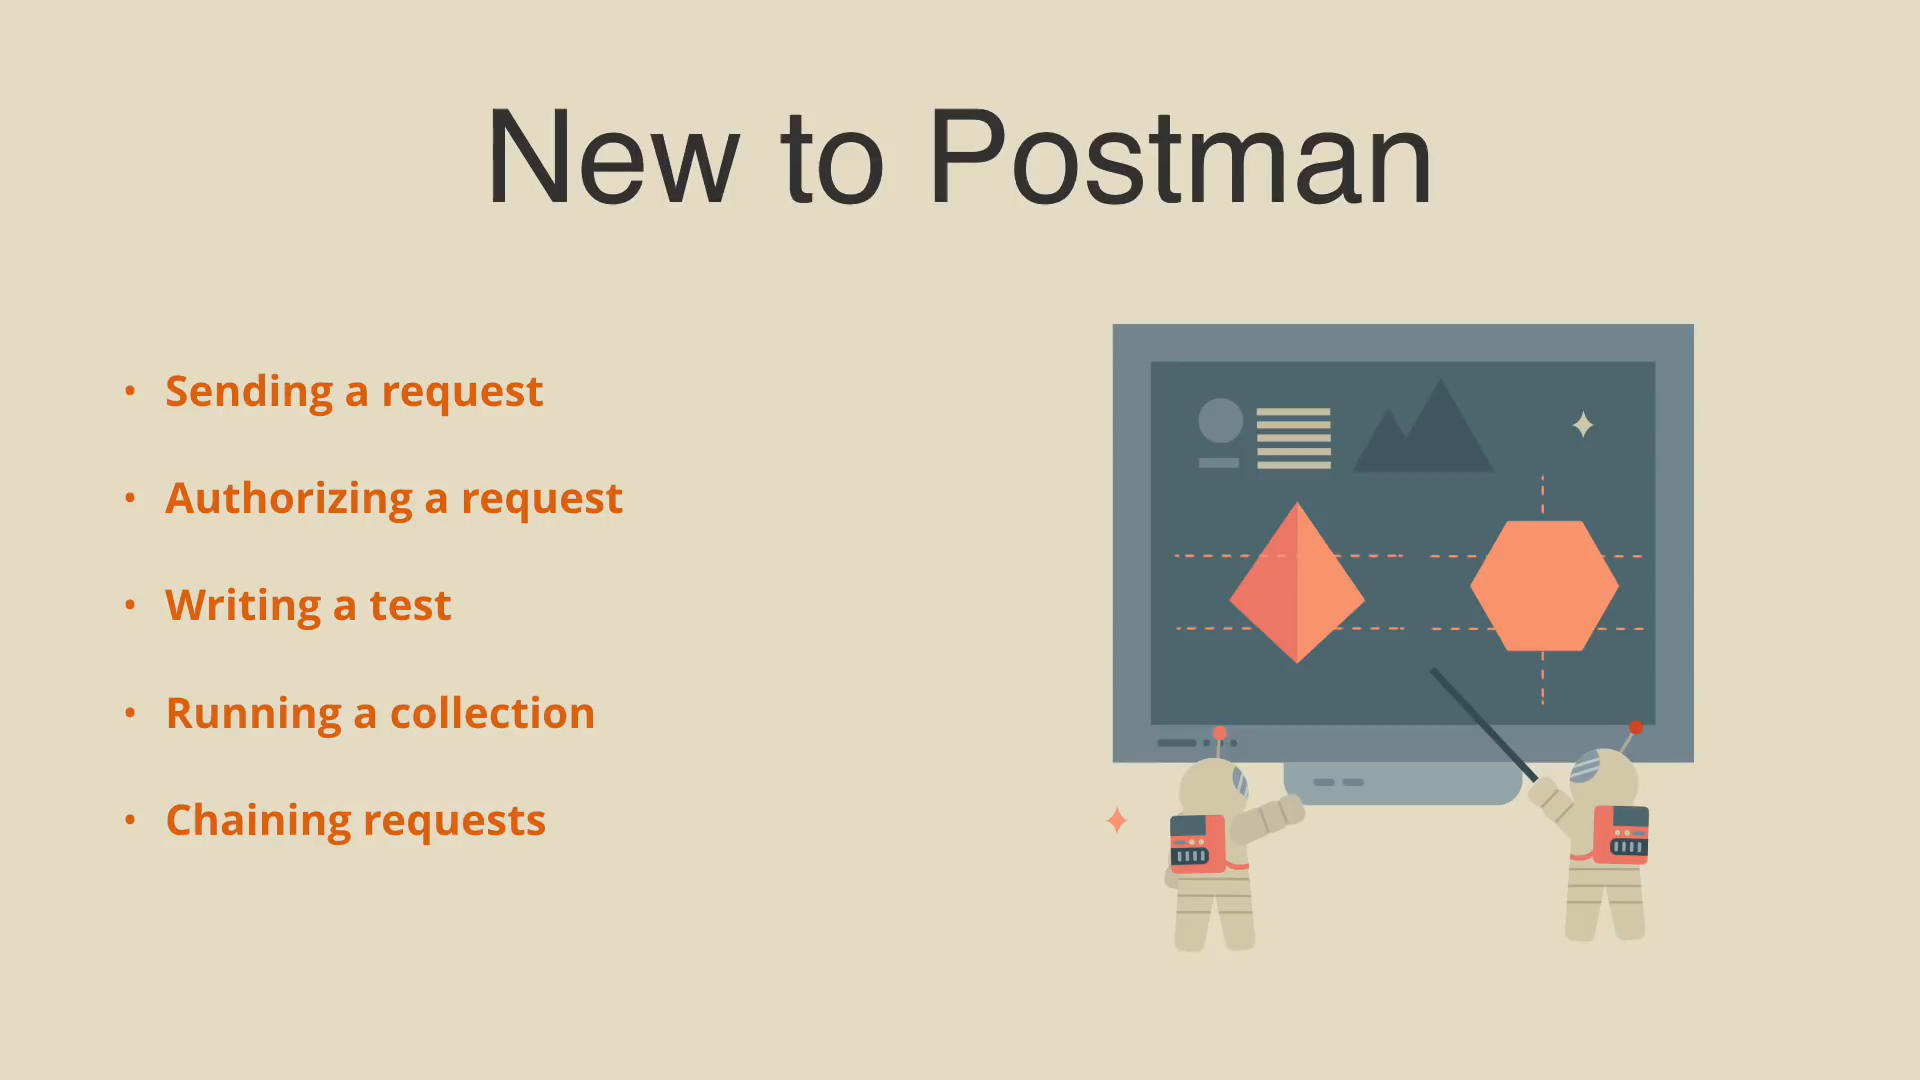 New to Postman
• Sending a request
• Authorizing a request
• Writing a test
• Running a collection
• Chaining requests